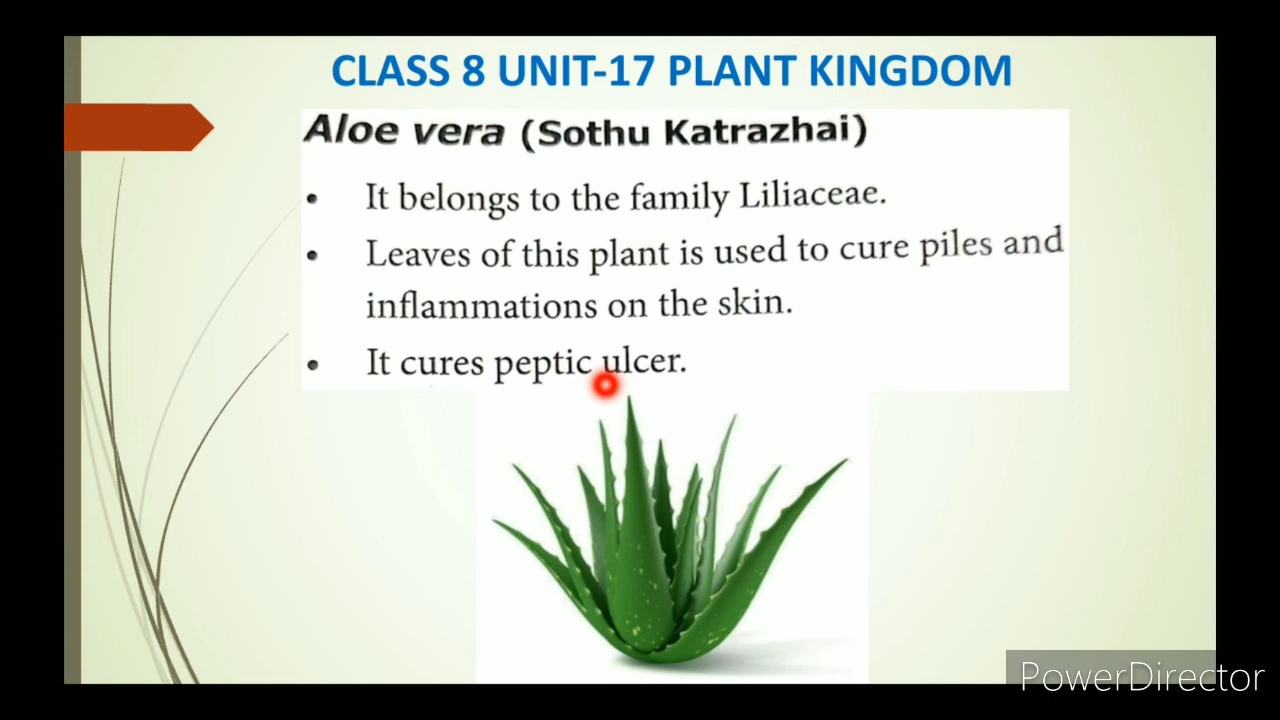 CLASS 8 UNIT-17 PLANT KINGDOM
Aloe vera (Sothu Katrazhai)
• It belongs to the family Liliaceae.
• Leaves of this plant is used to cure piles and
inflammations on the skin.
• It cures peptic ulcer.
PowerDirector